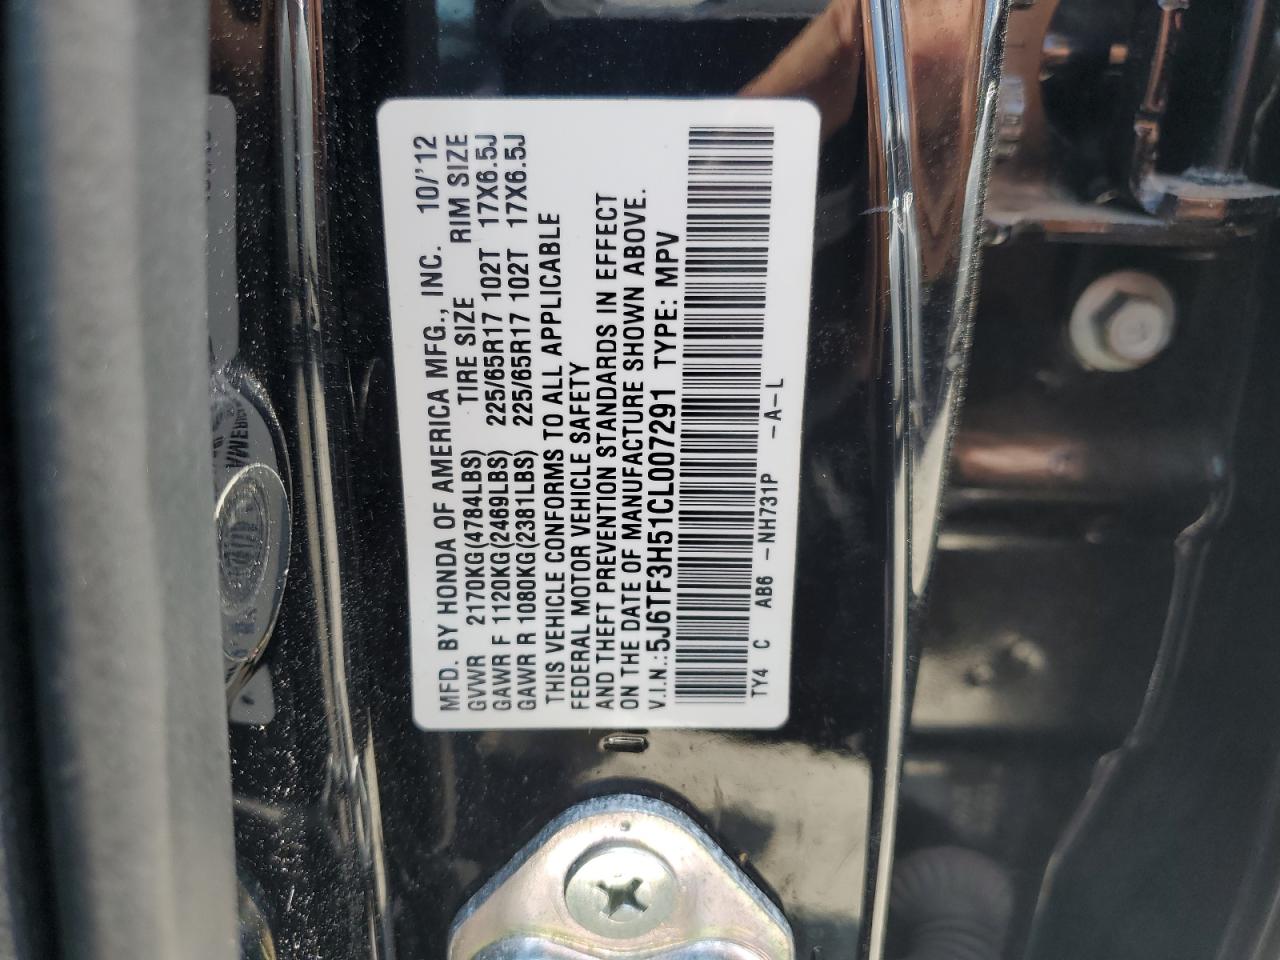 MFD. BY HONDA OF AMERICA MFG., INC. 10/'12
TIRE SIZE RIM SIZE
GVWR 2170KG(4784LBS)
GAWR F 1120KG(2469LBS) 225/65R17 102T 17X6.5J
GAWR R 1080KG(2381LBS) 225/65R17 102T 17X6.5J
THIS VEHICLE CONFORMS TO ALL APPLICABLE
FEDERAL MOTOR VEHICLE SAFETY
AND THEFT PREVENTION STANDARDS IN EFFECT
ON THE DATE OF MANUFACTURE SHOWN ABOVE.
V.I.N.:5J6TF3H51CL007291 TYPE: MPV
TY4 C AB6 -NH731P -A-L